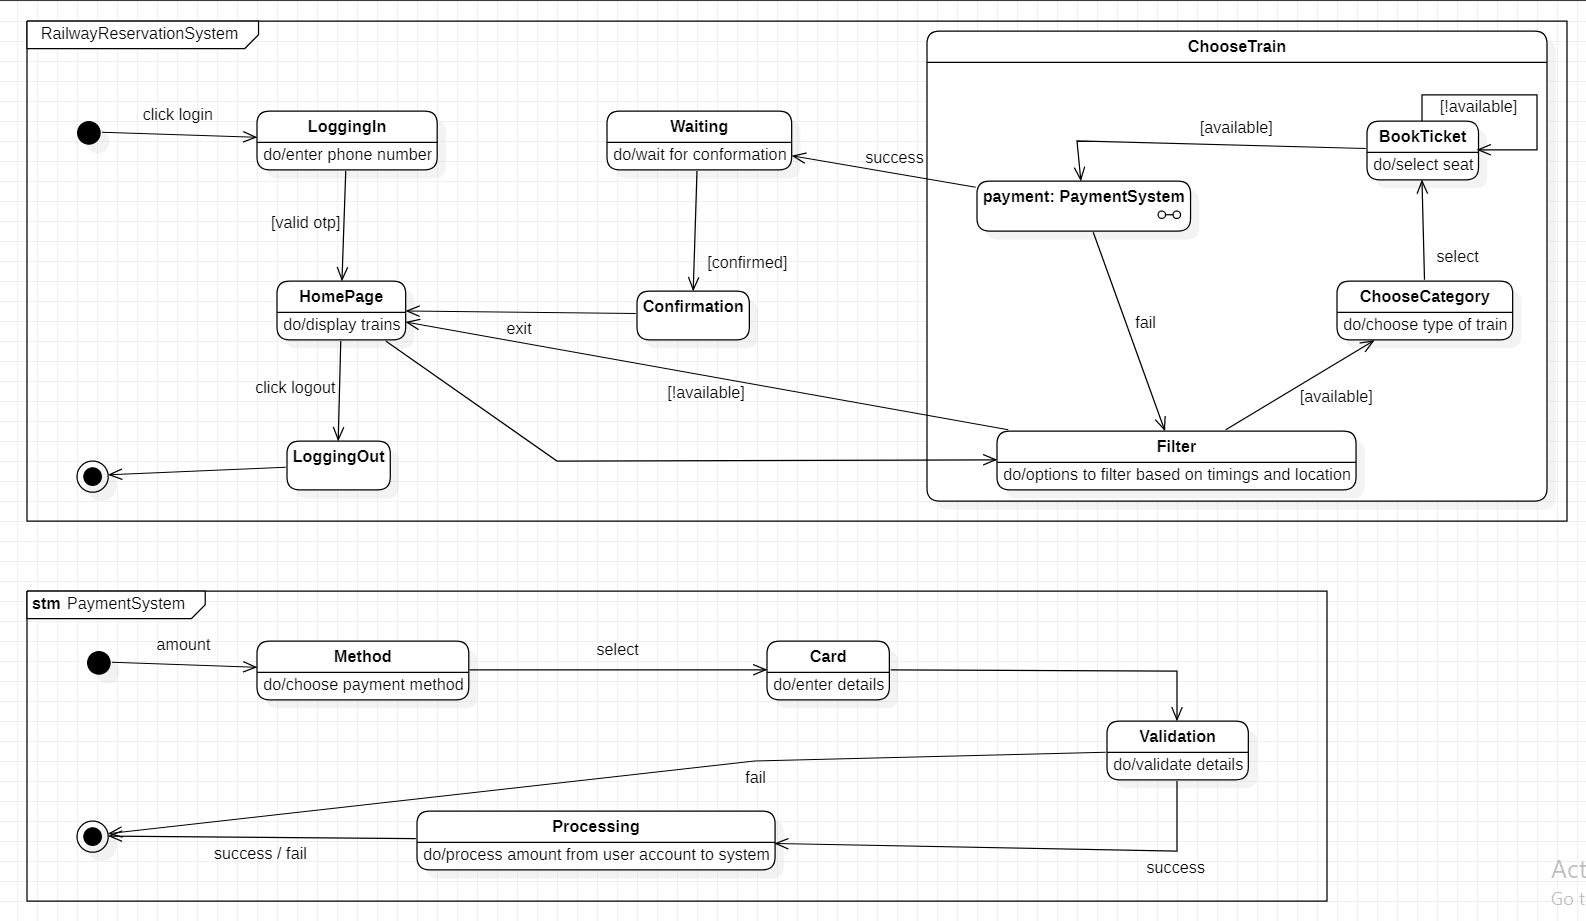 RailwayReservationSystem
ChooseTrain
click login
LoggingIn
do/enter phone number
Waiting
do/wait for conformation
success
[available]
[!available]
BookTicket
do/select seat
payment: PaymentSystem
[valid otp]
[confirmed]
select
HomePage
do/display trains
Confirmation
exit
fail
ChooseCategory
do/choose type of train
click logout
[!available]
[available]
LoggingOut
Filter
do/options to filter based on timings and location
stm PaymentSystem
amount
Method
do/choose payment method
select
Card
do/enter details
Validation
do/validate details
fail
Processing
do/process amount from user account to system
success / fail
success
Act
Go t